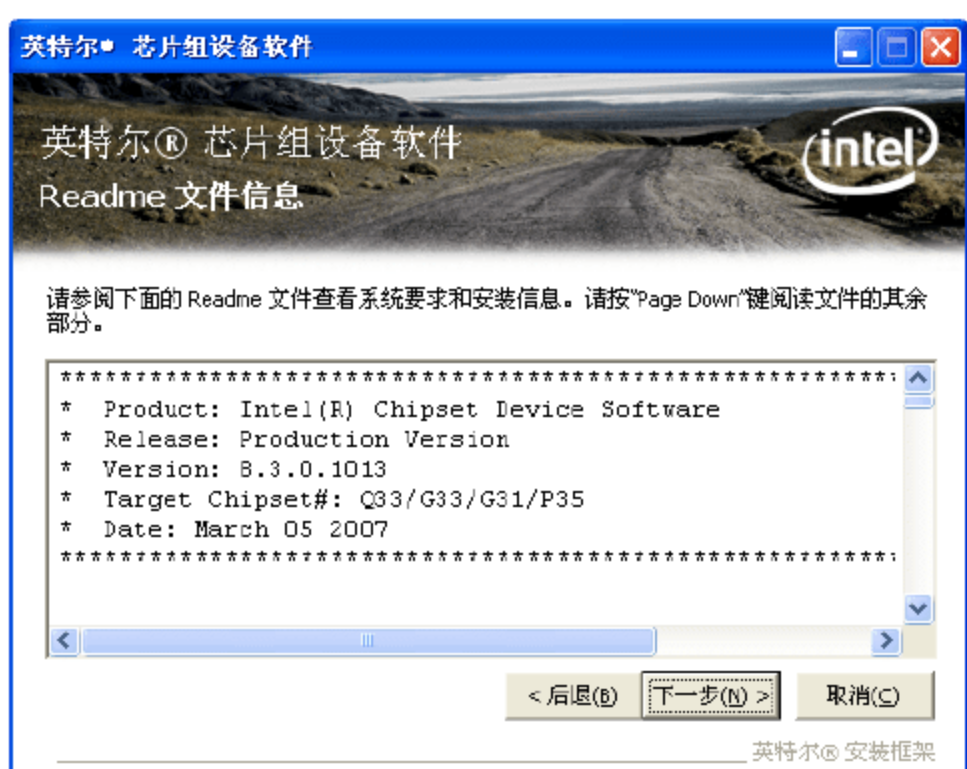 英特尔® 芯片组设备软件
英特尔® 芯片组设备软件
intel
Readme 文件信息
请参阅下面的 Readme 文件查看系统要求和安装信息。请按"Page Down"键阅读文件的其余
部分。
********************************************************
* Product: Intel(R) Chipset Device Software
* Release: Production Version
* Version: 8.3.0.1013
* Target Chipset#: Q33/G33/G31/P35
* Date: March 05 2007
********************************************************
< 后退(B)
下一步(N) >
取消(C)
英特尔® 安装框架